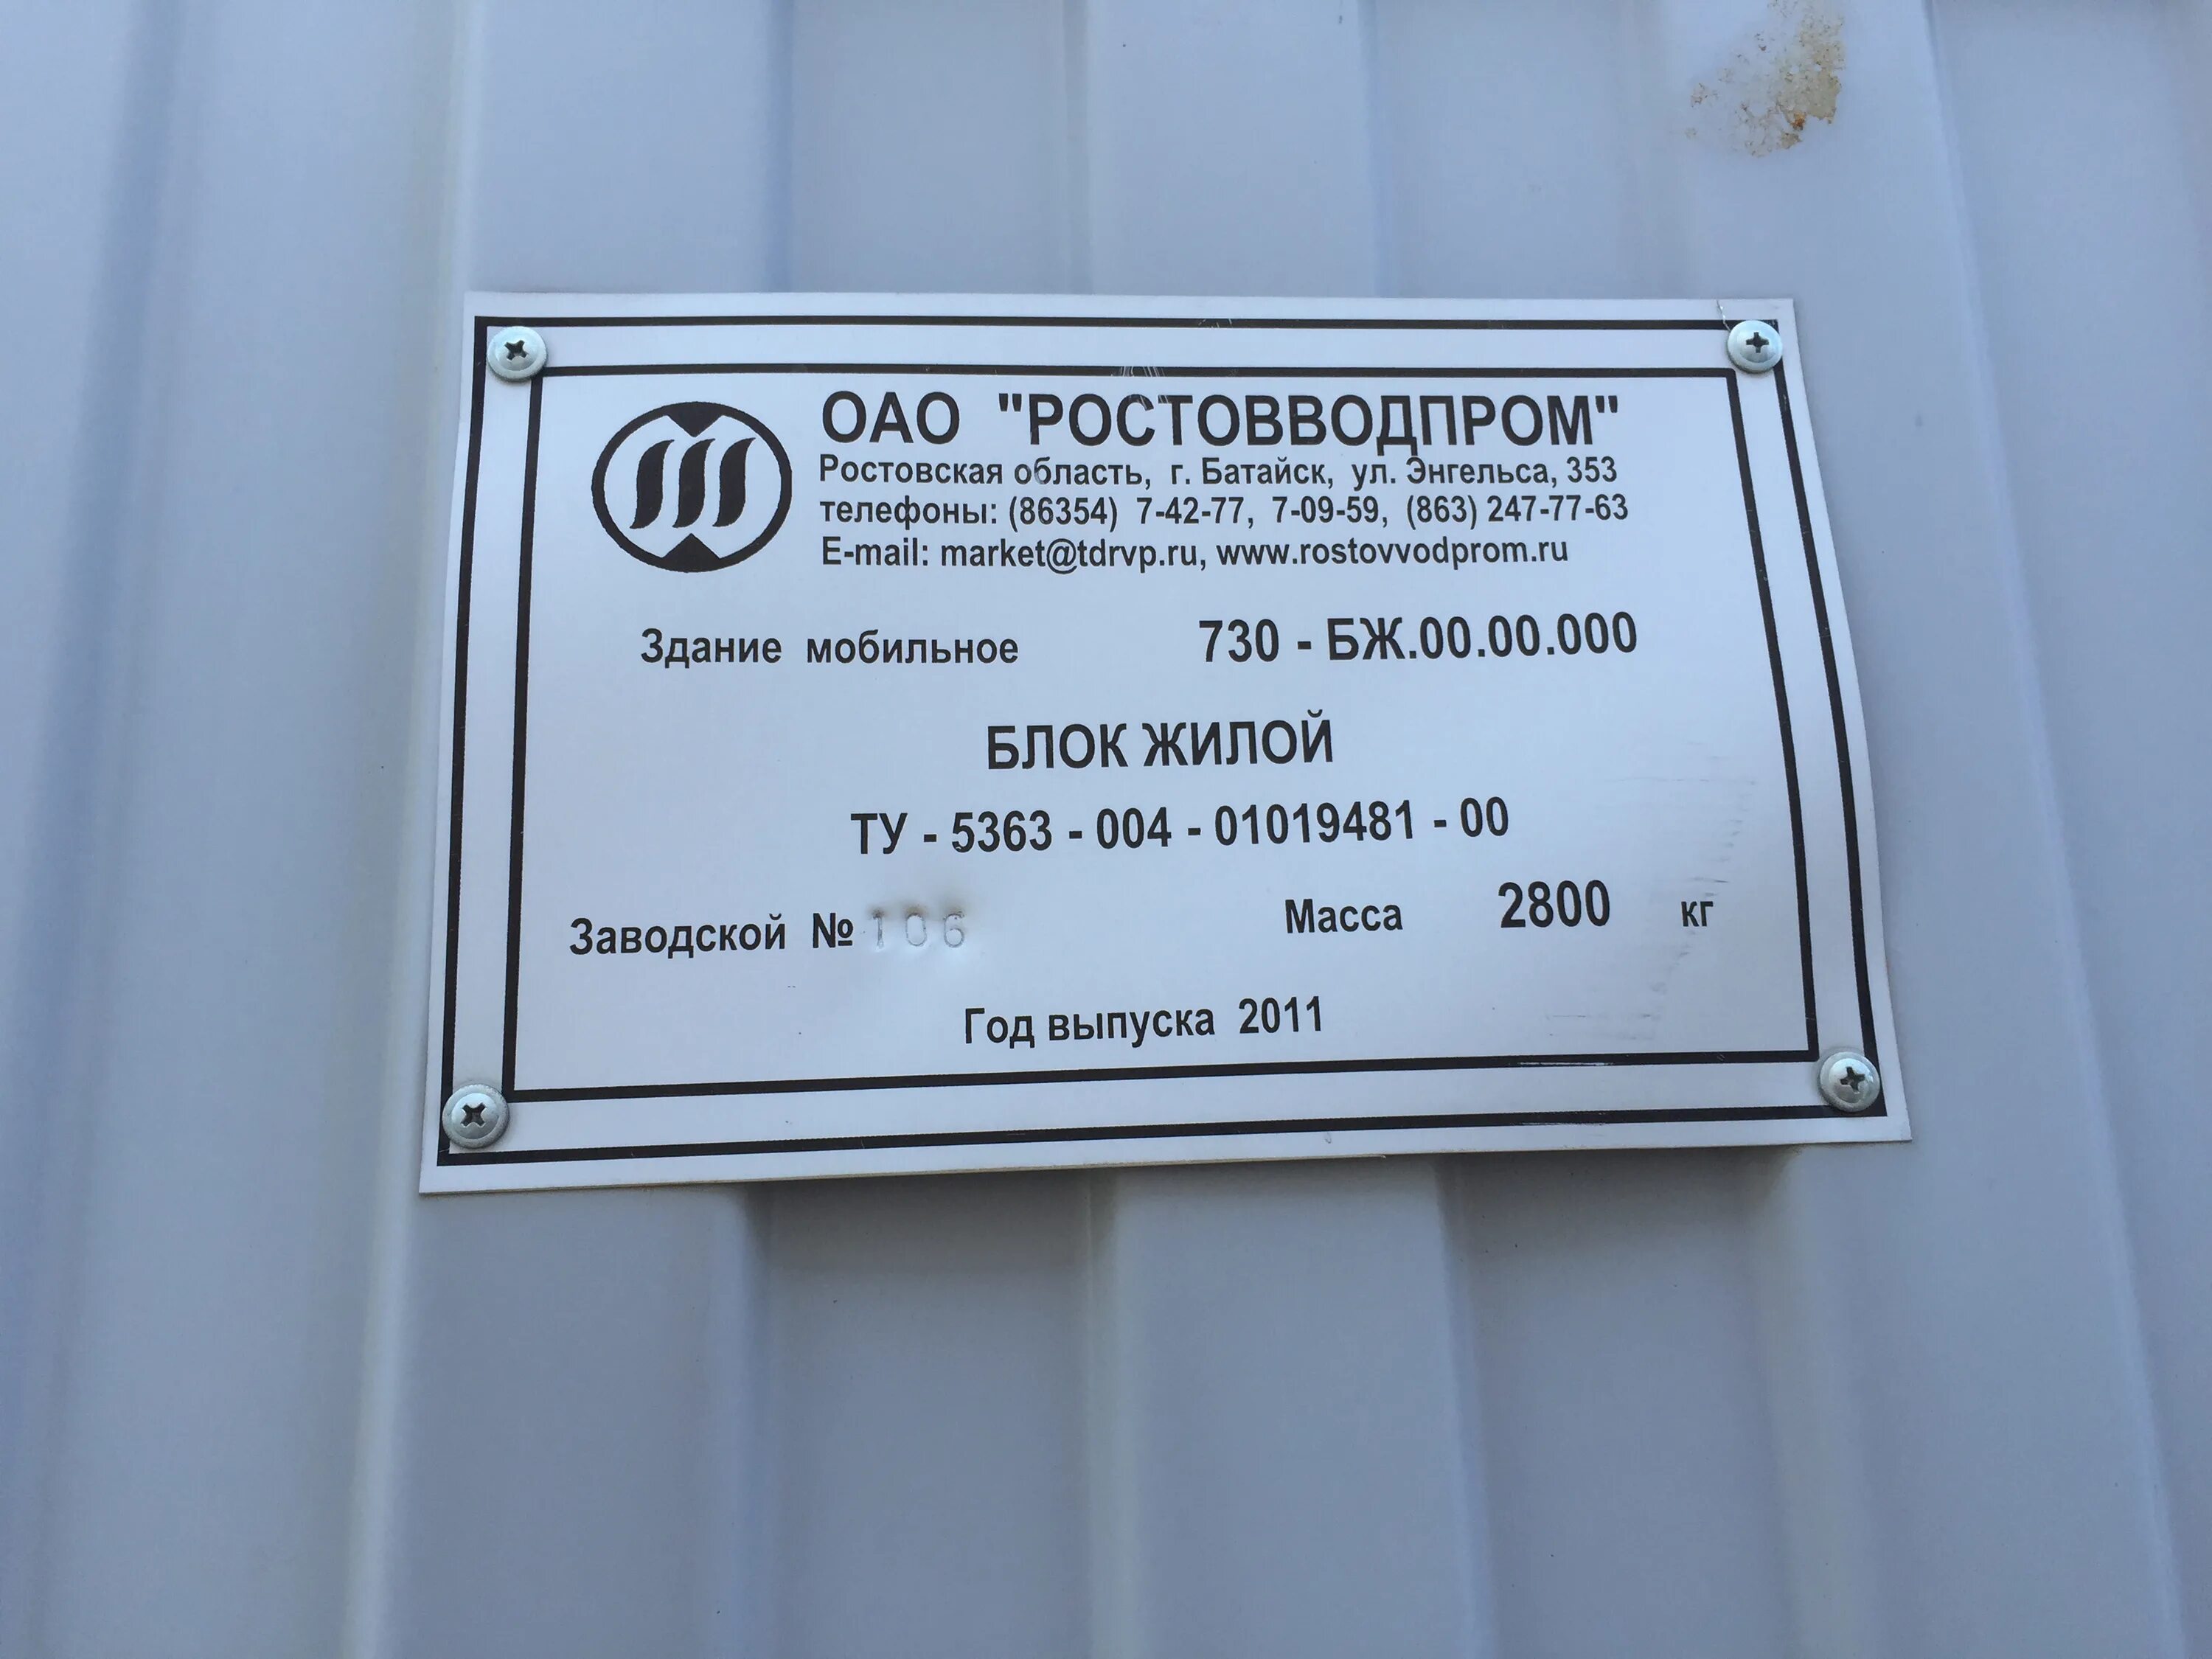 ОАО "РОСТОВВОДПРОМ"
Ростовская область, г. Батайск, ул. Энгельса, 353
телефоны: (86354) 7-42-77, 7-09-59, (863) 247-77-63
E-mail: market@tdrvp.ru, www.rostovvodprom.ru
Здание мобильное 730 - БЖ.00.00.000
БЛОК ЖИЛОЙ
ТУ - 5363 - 004 - 01019481 - 00
Заводской № 106 Масса 2800 кг
Год выпуска 2011